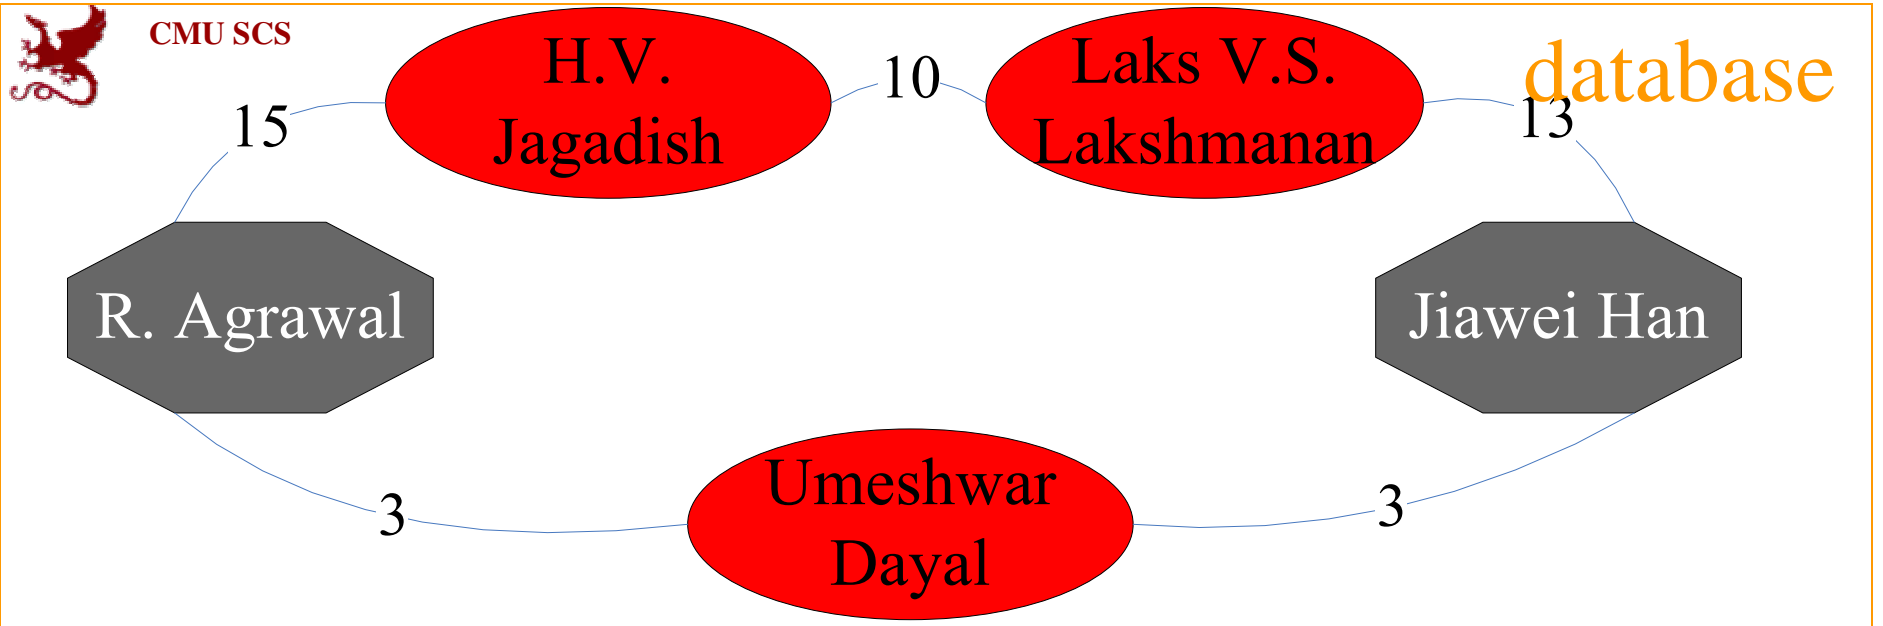 CMU SCS
database
H.V.
Jagadish
Laks V.S.
Lakshmanan
10
15
13
R. Agrawal
Jiawei Han
Umeshwar
Dayal
3
3